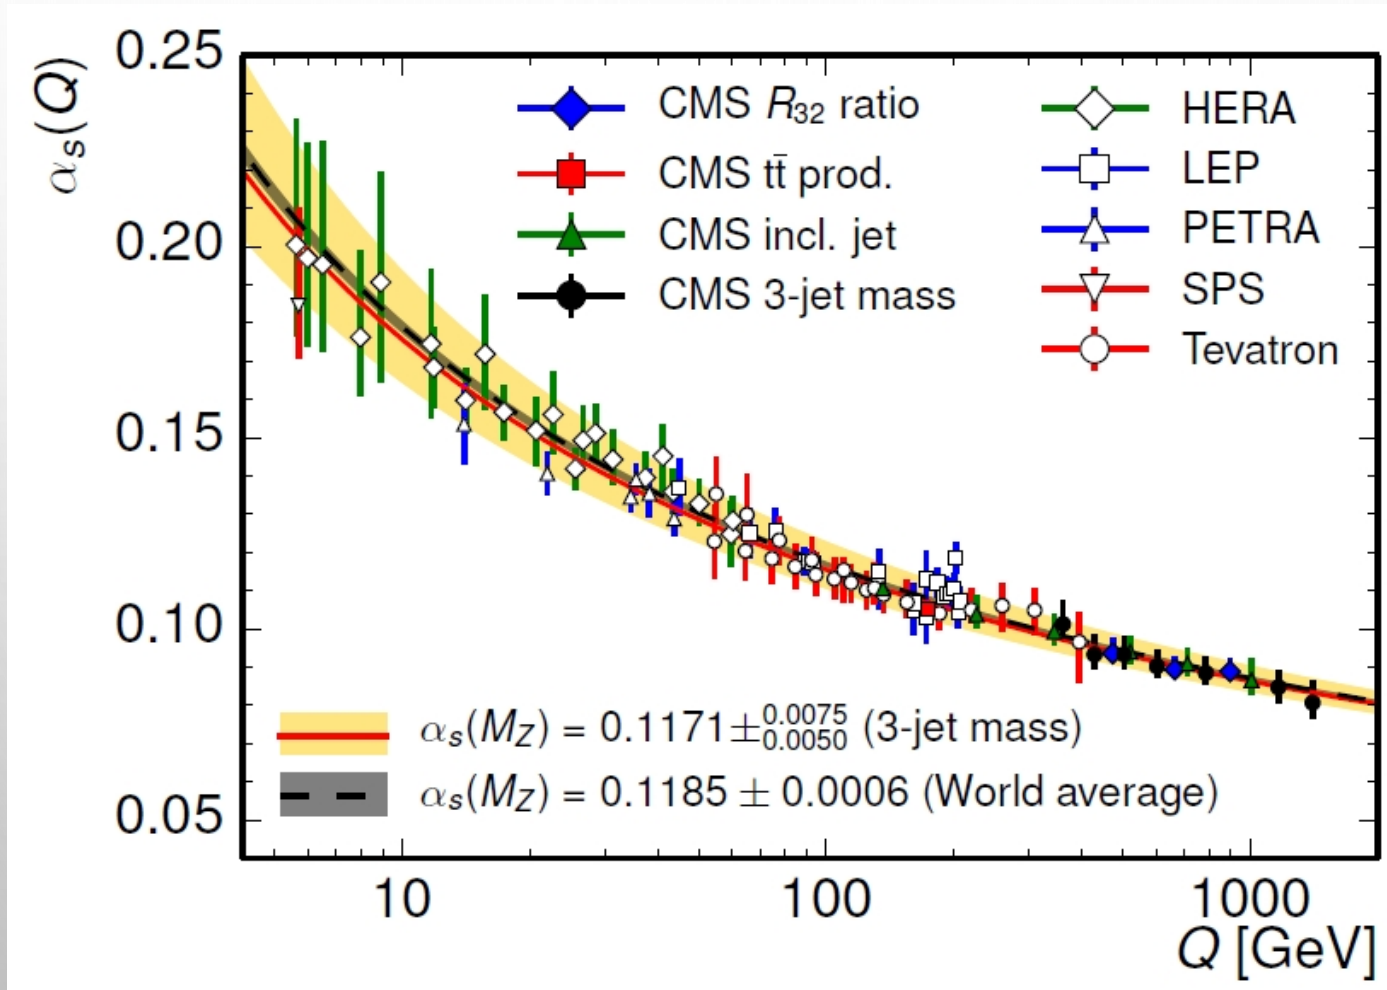 αs(Q)
0.25
0.20
0.15
0.10
0.05
CMS R32 ratio
CMS tt̄ prod.
CMS incl. jet
CMS 3-jet mass
HERA
LEP
PETRA
SPS
Tevatron
αs(MZ) = 0.1171±0.0075 0.0050 (3-jet mass)
αs(MZ) = 0.1185 ± 0.0006 (World average)
10
100
1000
Q [GeV]